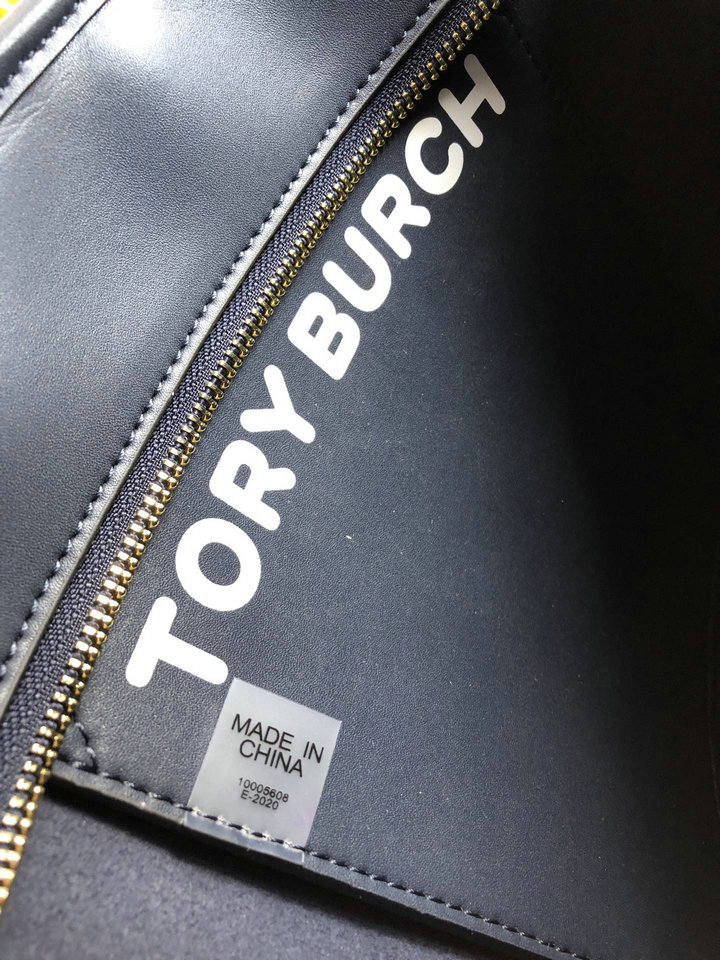 TORY BURCH
MADE IN
CHINA
10005608
E-2020